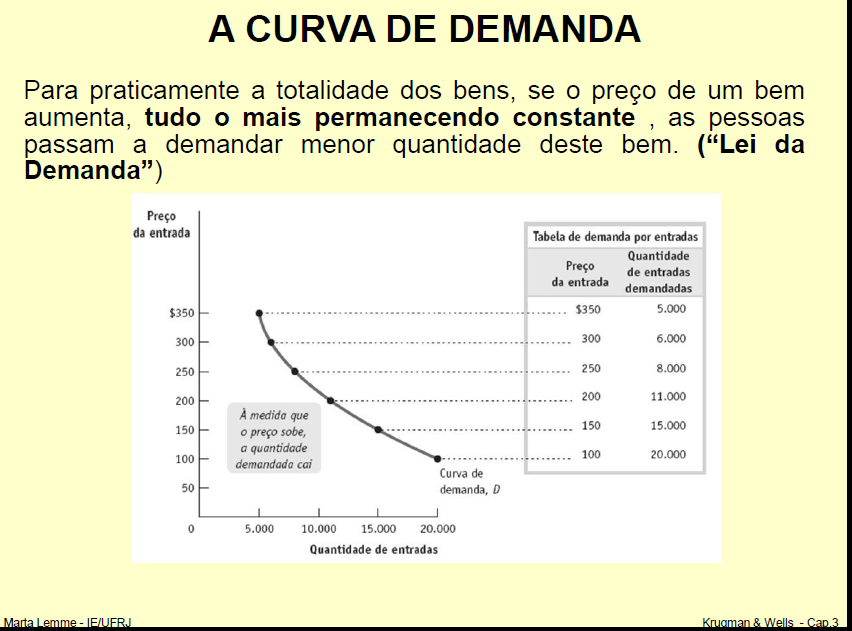 A CURVA DE DEMANDA
Para praticamente a totalidade dos bens, se o preço de um bem
aumenta, tudo o mais permanecendo constante , as pessoas
passam a demandar menor quantidade deste bem. (“Lei da
Demanda”)
Preço
da entrada
$350
300
250
200
150
100
50
0
5.000 10.000 15.000 20.000
Quantidade de entradas
À medida que
o preço sobe,
a quantidade
demandada cai
Curva de
demanda, D
Tabela de demanda por entradas
Preço
da entrada
Quantidade
de entradas
demandadas
$350 5.000
300 6.000
250 8.000
200 11.000
150 15.000
100 20.000
Marta Lemme - IE/UFRJ
Krugman & Wells - Cap.3